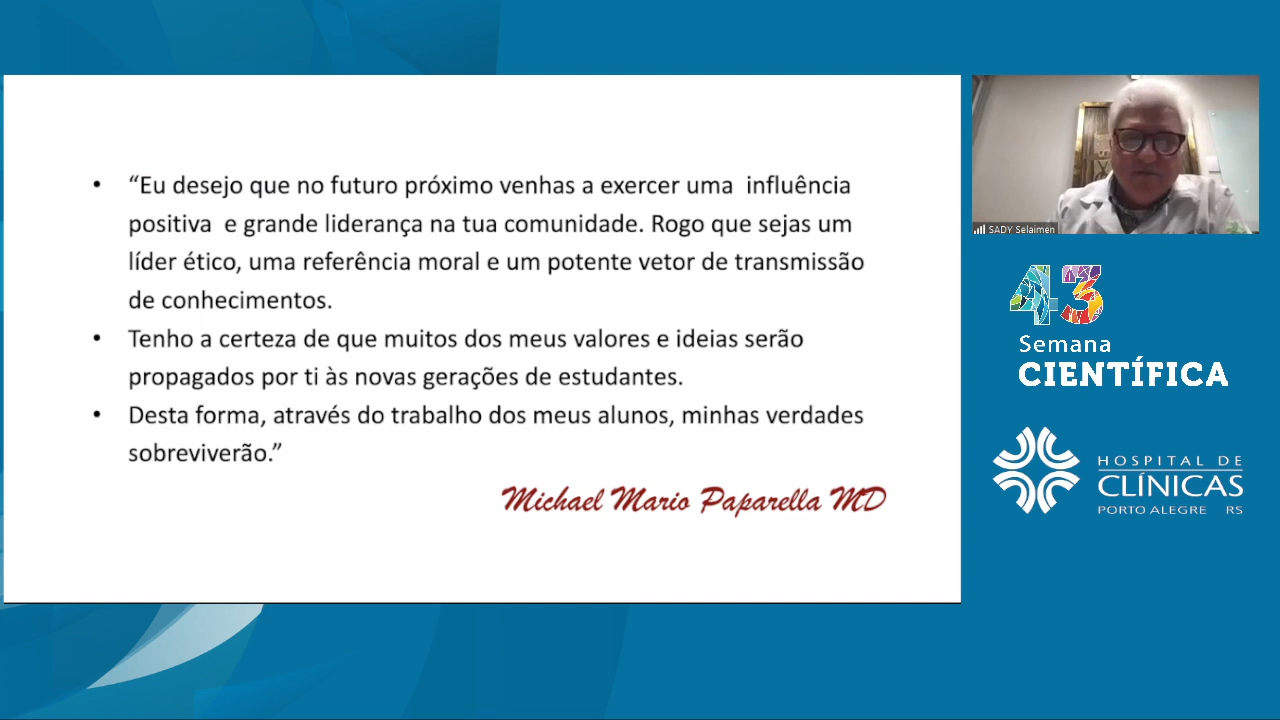 • “Eu desejo que no futuro próximo venhas a exercer uma influência
positiva e grande liderança na tua comunidade. Rogo que sejas um
líder ético, uma referência moral e um potente vetor de transmissão
de conhecimentos.
• Tenho a certeza de que muitos dos meus valores e ideias serão
propagados por ti às novas gerações de estudantes.
• Desta forma, através do trabalho dos meus alunos, minhas verdades
sobreviverão.”
Michael Mario Paparella MD
SADY Selaimen
43
Semana
CIENTÍFICA
HOSPITAL DE
CLÍNICAS
PORTO ALEGRE RS